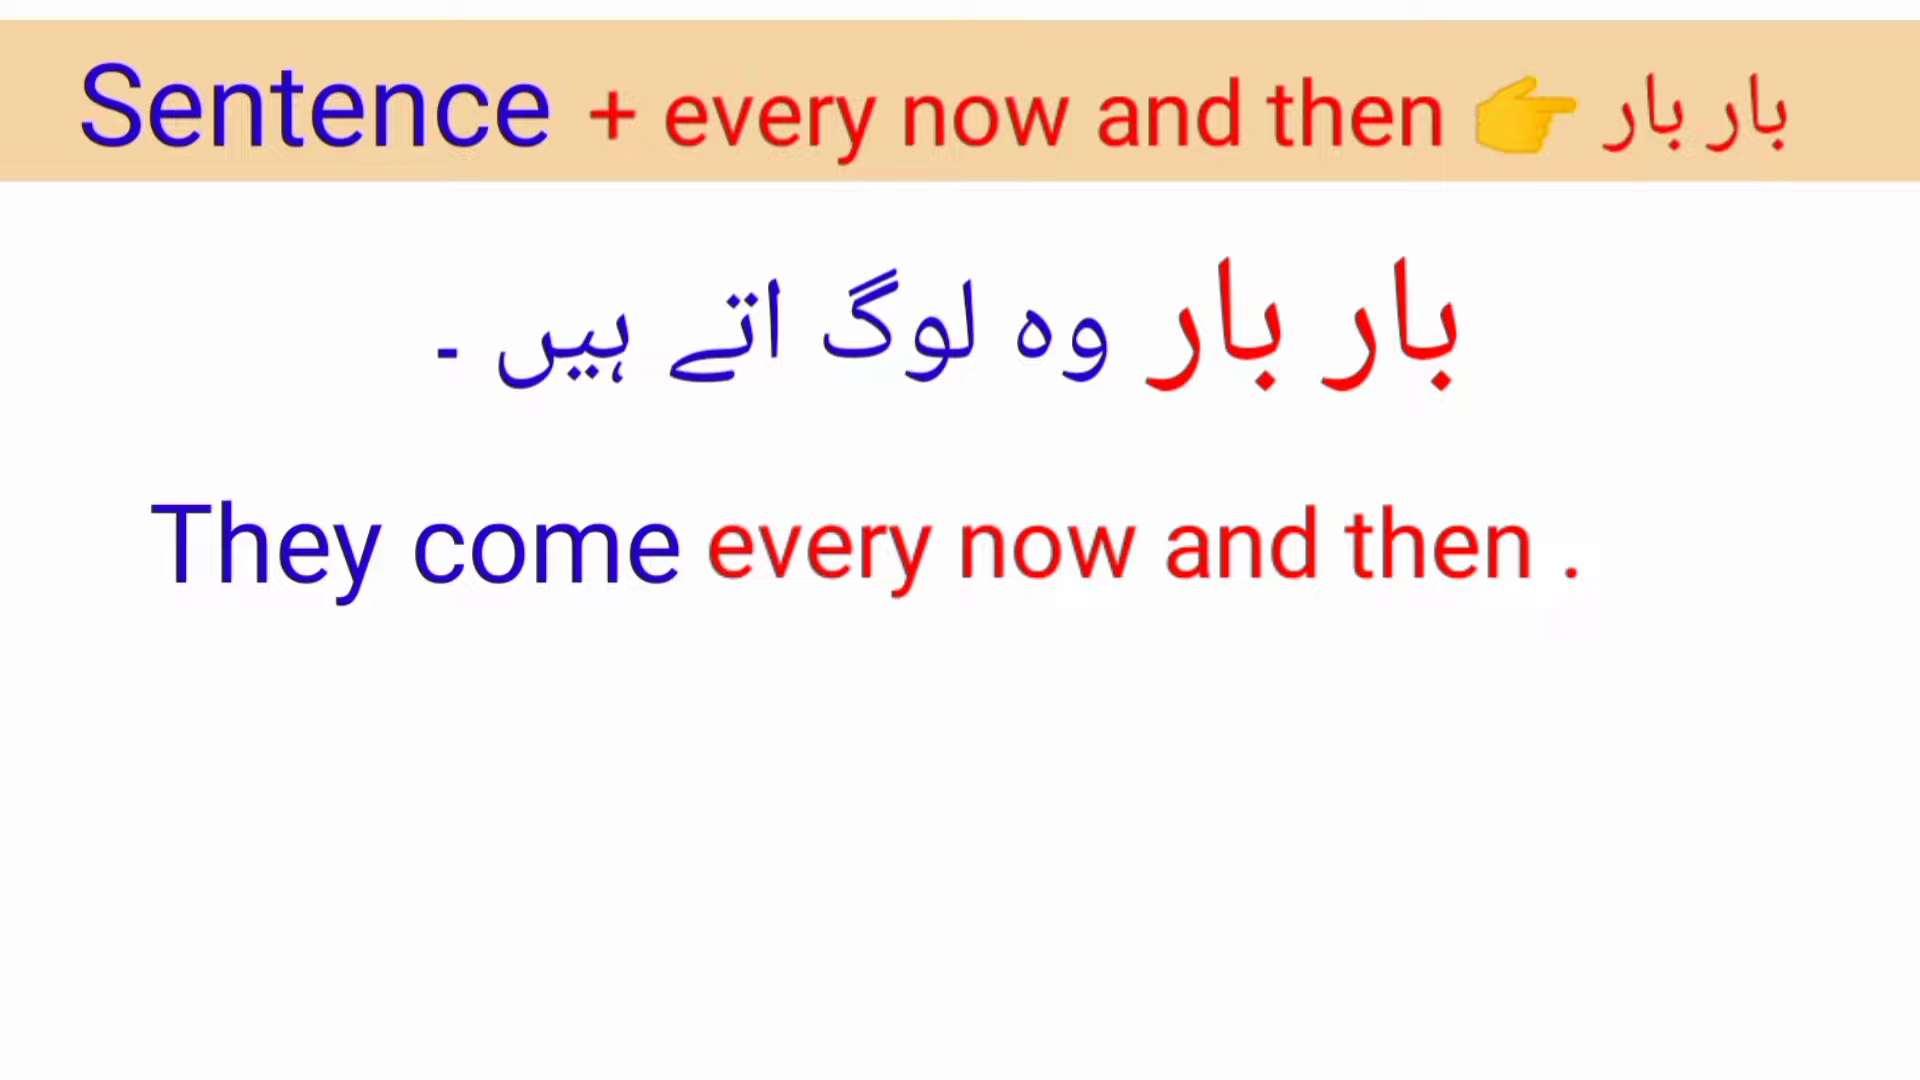 Sentence + every now and then 👉 بار بار
بار بار وہ لوگ اتے ہیں ۔
They come every now and then .